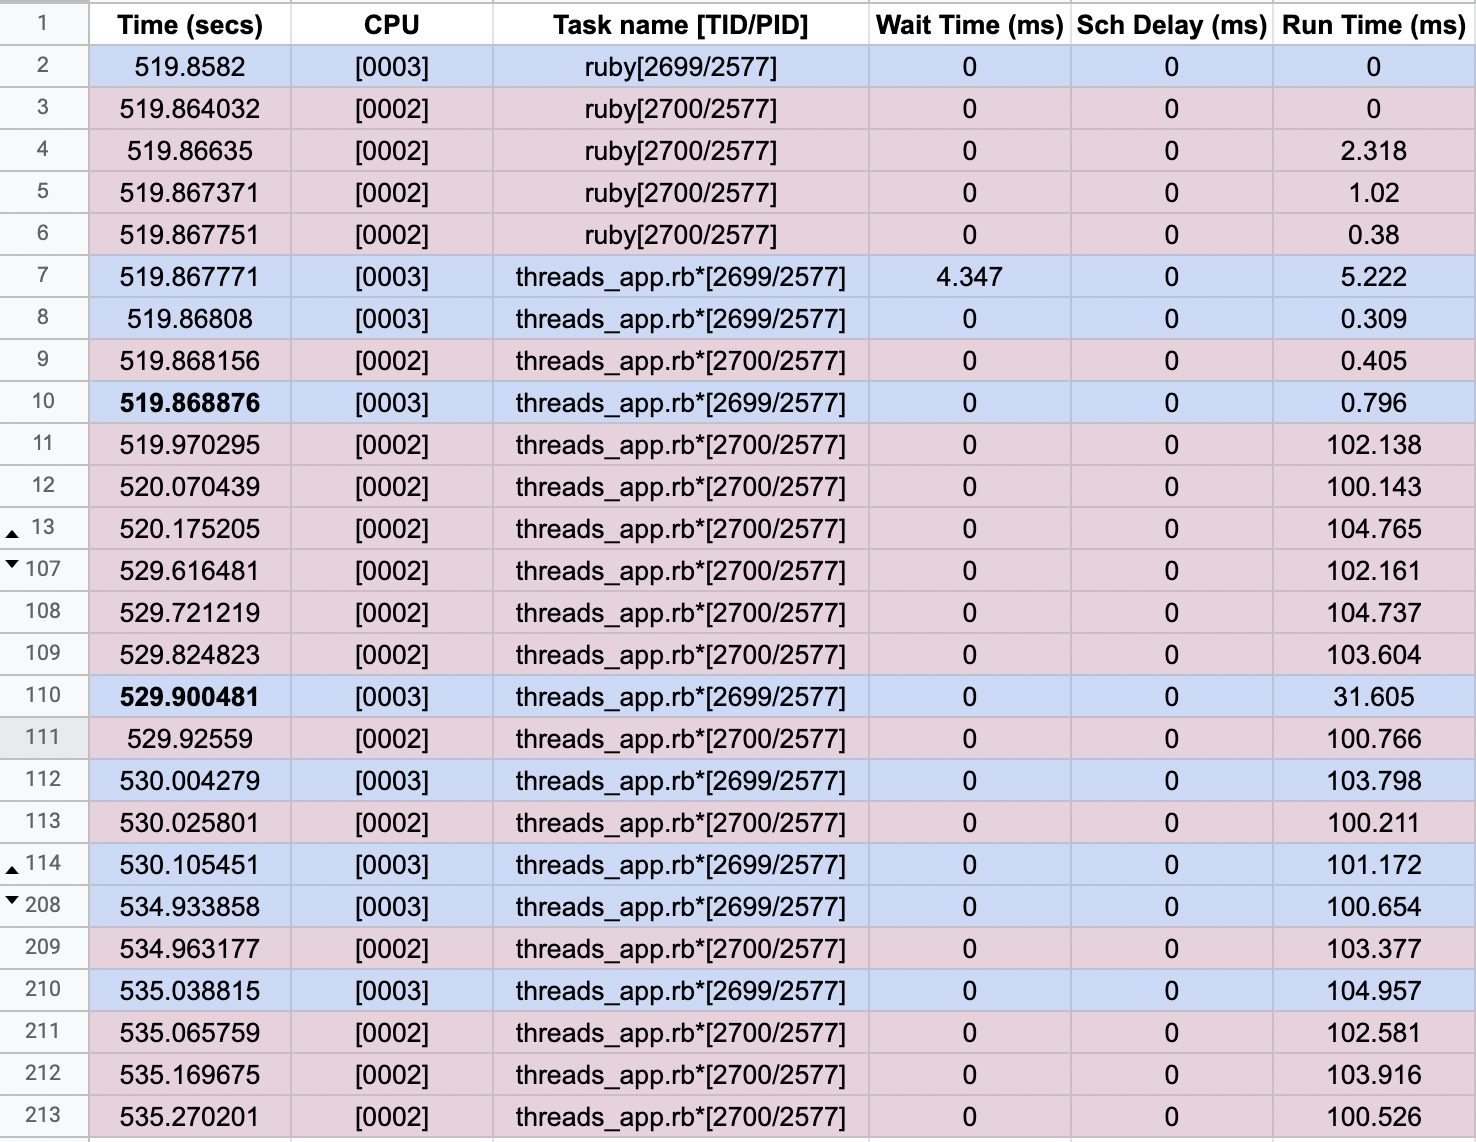 1 Time (secs) CPU Task name [TID/PID] Wait Time (ms) Sch Delay (ms) Run Time (ms)
2 519.8582 [0003] ruby[2699/2577] 0 0 0
3 519.864032 [0002] ruby[2700/2577] 0 0 0
4 519.86635 [0002] ruby[2700/2577] 0 0 2.318
5 519.867371 [0002] ruby[2700/2577] 0 0 1.02
6 519.867751 [0002] ruby[2700/2577] 0 0 0.38
7 519.867771 [0003] threads_app.rb*[2699/2577] 4.347 0 5.222
8 519.86808 [0003] threads_app.rb*[2699/2577] 0 0 0.309
9 519.868156 [0002] threads_app.rb*[2700/2577] 0 0 0.405
10 519.868876 [0003] threads_app.rb*[2699/2577] 0 0 0.796
11 519.970295 [0002] threads_app.rb*[2700/2577] 0 0 102.138
12 520.070439 [0002] threads_app.rb*[2700/2577] 0 0 100.143
13 520.175205 [0002] threads_app.rb*[2700/2577] 0 0 104.765
107 529.616481 [0002] threads_app.rb*[2700/2577] 0 0 102.161
108 529.721219 [0002] threads_app.rb*[2700/2577] 0 0 104.737
109 529.824823 [0002] threads_app.rb*[2700/2577] 0 0 103.604
110 529.900481 [0003] threads_app.rb*[2699/2577] 0 0 31.605
111 529.92559 [0002] threads_app.rb*[2700/2577] 0 0 100.766
112 530.004279 [0003] threads_app.rb*[2699/2577] 0 0 103.798
113 530.025801 [0002] threads_app.rb*[2700/2577] 0 0 100.211
114 530.105451 [0003] threads_app.rb*[2699/2577] 0 0 101.172
208 534.933858 [0003] threads_app.rb*[2699/2577] 0 0 100.654
209 534.963177 [0002] threads_app.rb*[2700/2577] 0 0 103.377
210 535.038815 [0003] threads_app.rb*[2699/2577] 0 0 104.957
211 535.065759 [0002] threads_app.rb*[2700/2577] 0 0 102.581
212 535.169675 [0002] threads_app.rb*[2700/2577] 0 0 103.916
213 535.270201 [0002] threads_app.rb*[2700/2577] 0 0 100.526